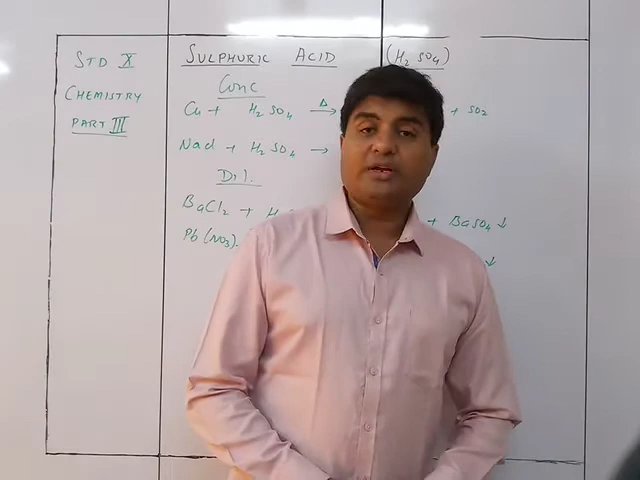 STD X
CHEMISTRY
PART III
SULPHURIC ACID (H₂SO₄)
Conc
Cu + H₂SO₄ →Δ + SO₂
NaCl + H₂SO₄ →
Dil.
BaCl₂ + H₂ + BaSO₄ ↓
Pb(NO₃) ↓